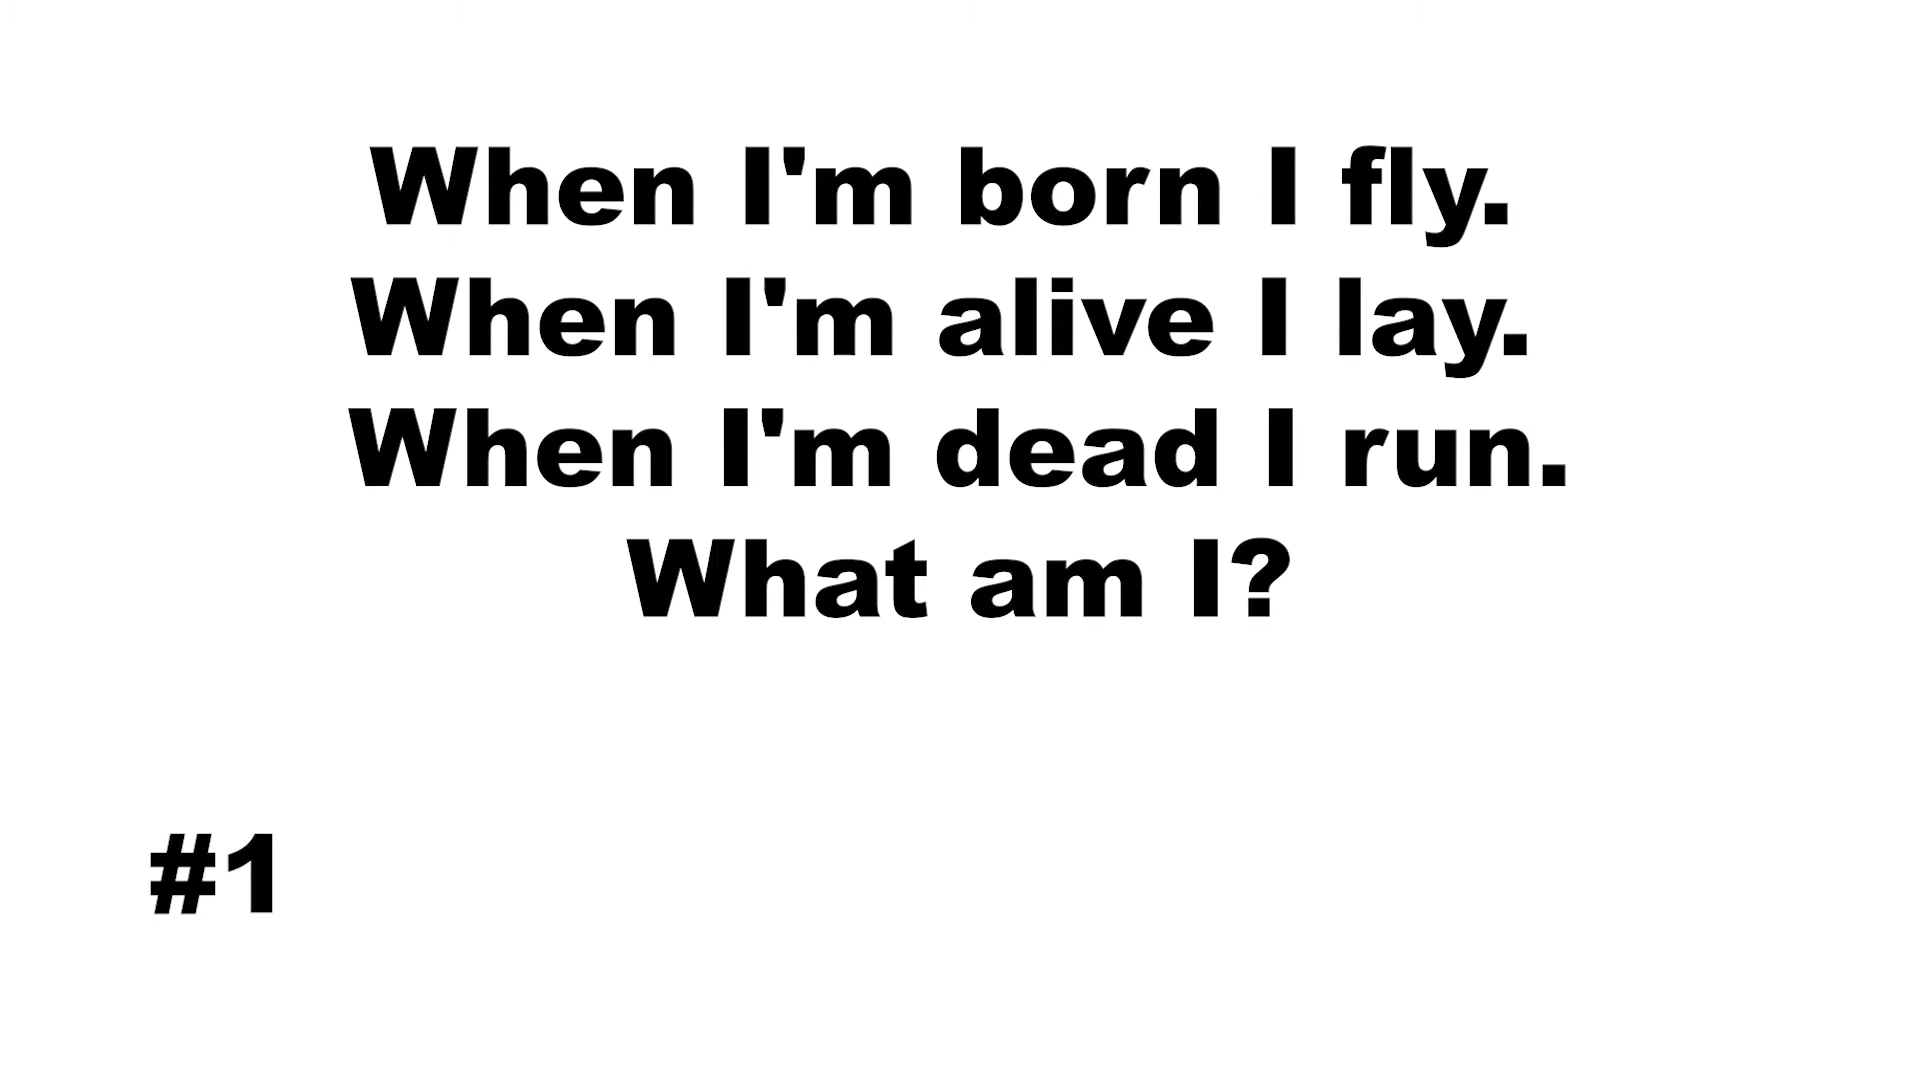 When I'm born I fly.
When I'm alive I lay.
When I'm dead I run.
What am I?
#1